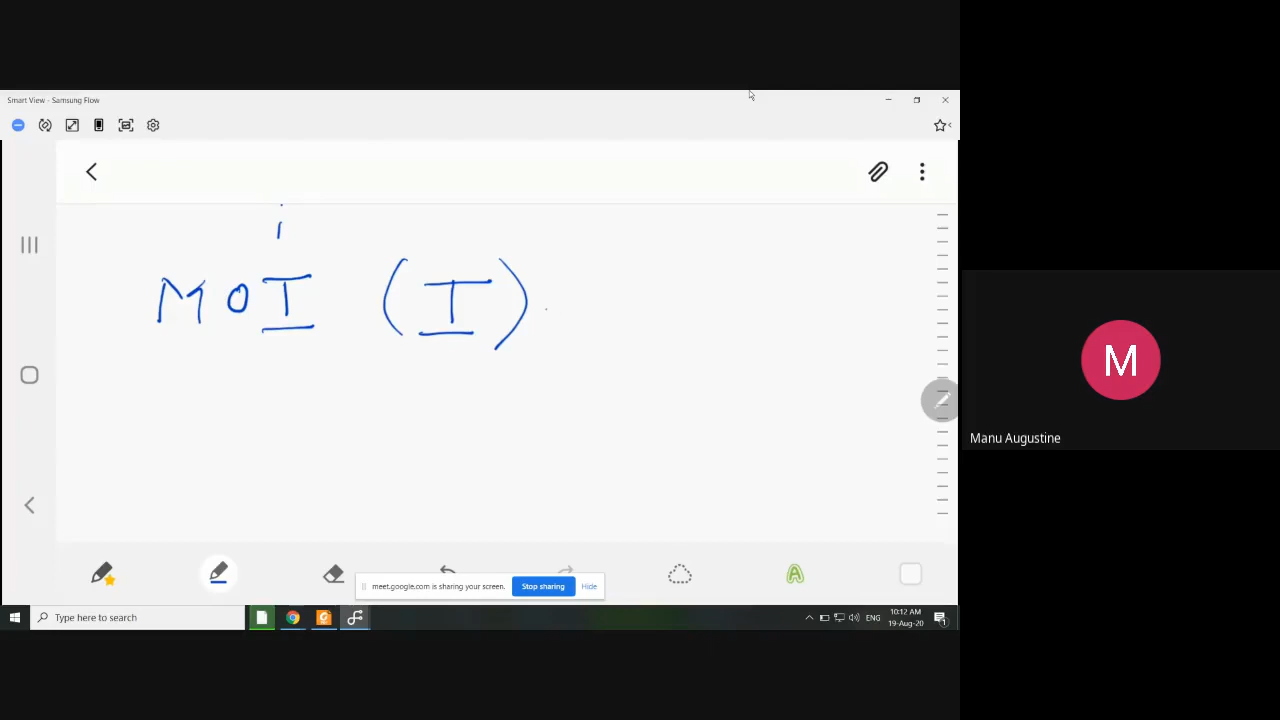 Smart View - Samsung Flow
MOI (I)
M
Manu Augustine
A
meet.google.com is sharing your screen. Stop sharing Hide
Type here to search
ENG
10:12 AM
19-Aug-20
1